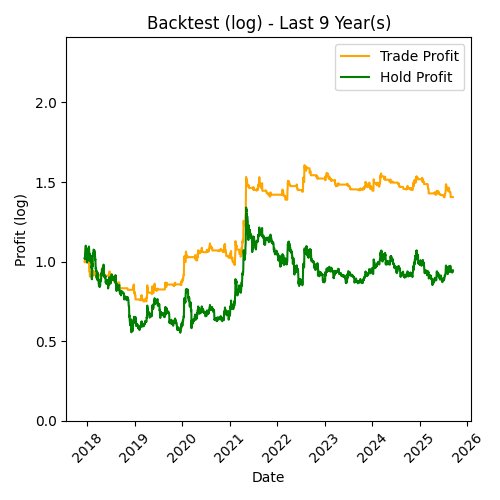 Backtest (log) - Last 9 Year(s)
Trade Profit
Hold Profit
Profit (log)
2.0
1.5
1.0
0.5
0.0
2018
2019
2020
2021
2022
2023
2024
2025
2026
Date